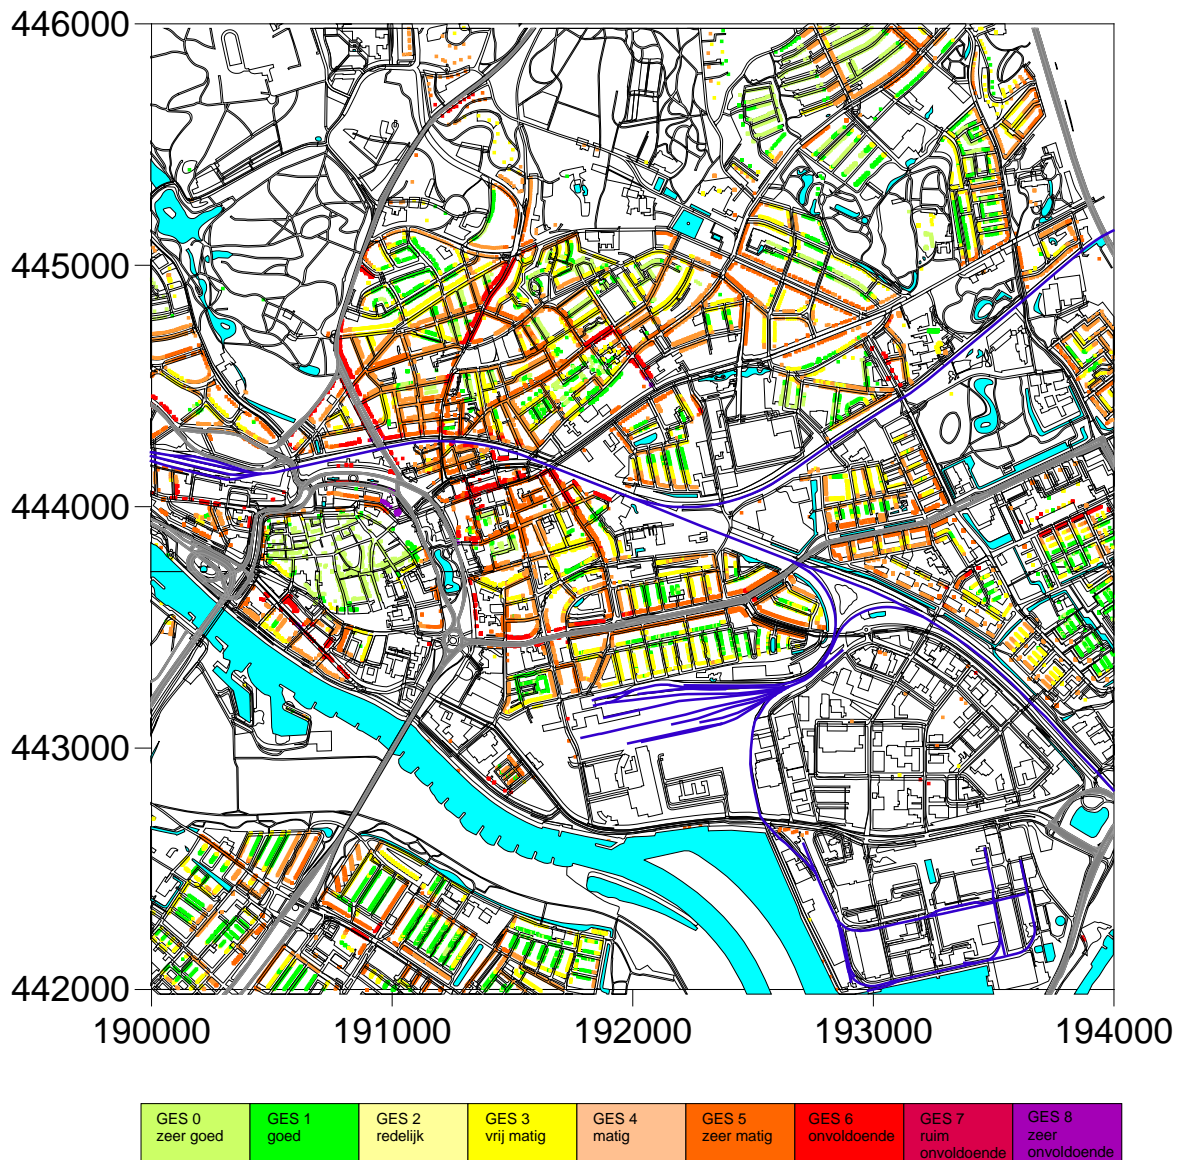 446000
445000
444000
443000
442000
190000 191000 192000 193000 194000
GES 0 GES 1 GES 2 GES 3 GES 4 GES 5 GES 6 GES 7 GES 8
zeer goed goed redelijk vrij matig matig zeer matig onvoldoende ruim zeer
onvoldoende onvoldoende